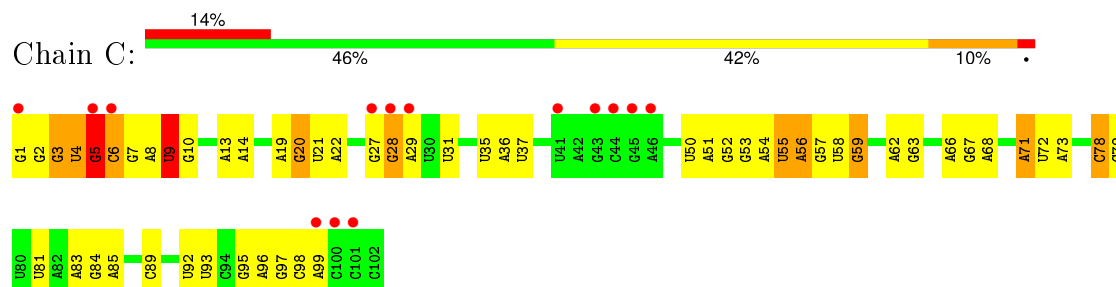 14%
Chain C:
46% 42% 10% •
G1 G2 G3 U4 G5 C6 G7 A8 U9 G10 A13 A14 A19 G20 U21 A22 G27 G28 A29 U30 U31 U35 A36 U37 U41 A42 G43 C44 G45 A46 U50 A51 G52 G53 A54 U55 A56 G57 U58 G59 A62 G63 A66 G67 A68 A71 U72 A73 C78
U80 U81 A82 A83 G84 A85 C89 U92 U93 C94 G95 A96 G97 C98 A99 C100 C101 C102